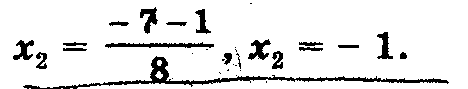 x₂ = (-7-1)/8, x₂ = -1.